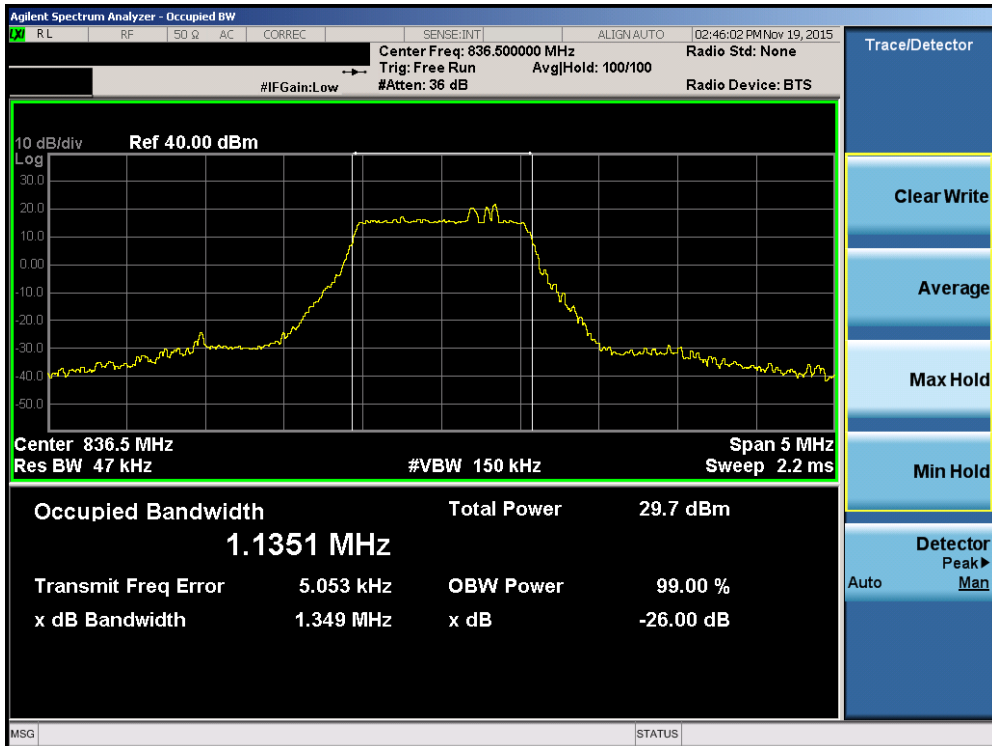 Agilent Spectrum Analyzer - Occupied BW
LXI RL RF 50 Ω AC CORREC SENSE:INT ALIGN AUTO 02:46:02 PM Nov 19, 2015
Center Freq: 836.500000 MHz Radio Std: None
Trig: Free Run Avg|Hold: 100/100
#IFGain:Low #Atten: 36 dB Radio Device: BTS
10 dB/div Ref 40.00 dBm
Log
30.0
20.0
10.0
0.00
-10.0
-20.0
-30.0
-40.0
-50.0
Center 836.5 MHz Span 5 MHz
Res BW 47 kHz #VBW 150 kHz Sweep 2.2 ms
Occupied Bandwidth Total Power 29.7 dBm
1.1351 MHz
Transmit Freq Error 5.053 kHz OBW Power 99.00 %
x dB Bandwidth 1.349 MHz x dB -26.00 dB
Trace/Detector
Clear Write
Average
Max Hold
Min Hold
Detector
Peak▶
Auto Man
MSG STATUS